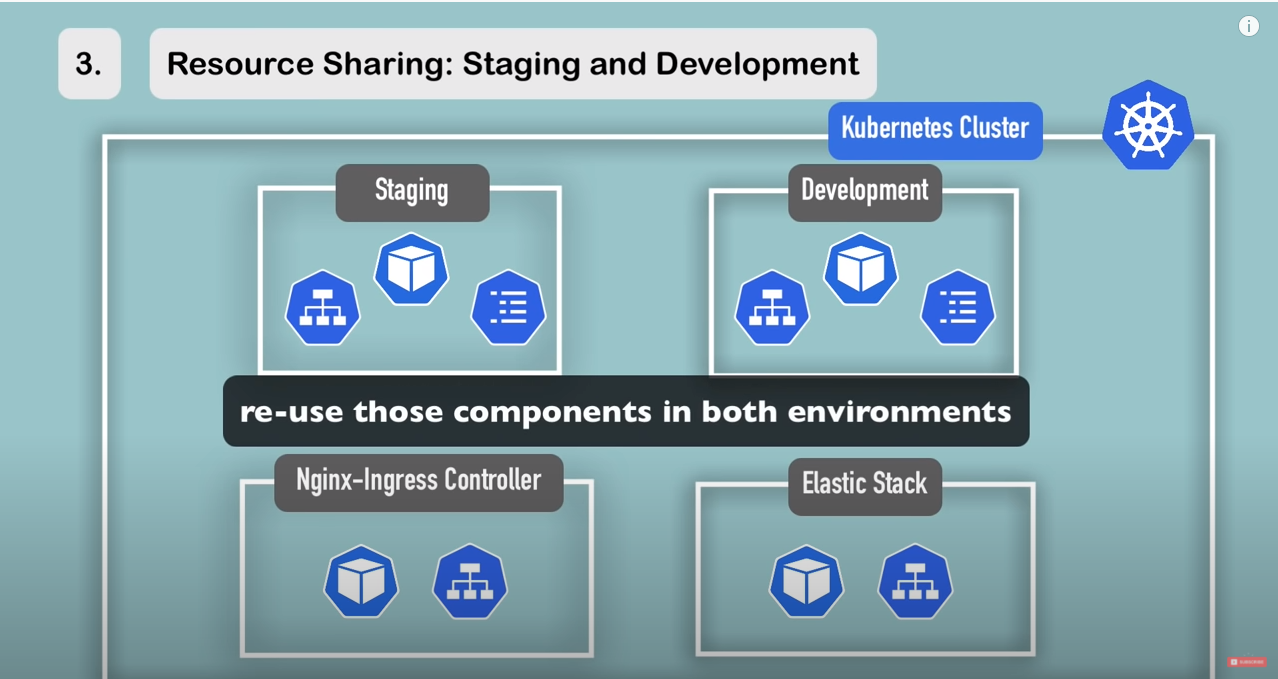 3.
Resource Sharing: Staging and Development
Kubernetes Cluster
Staging
Development
re-use those components in both environments
Nginx-Ingress Controller
Elastic Stack
i
SUBSCRIBE